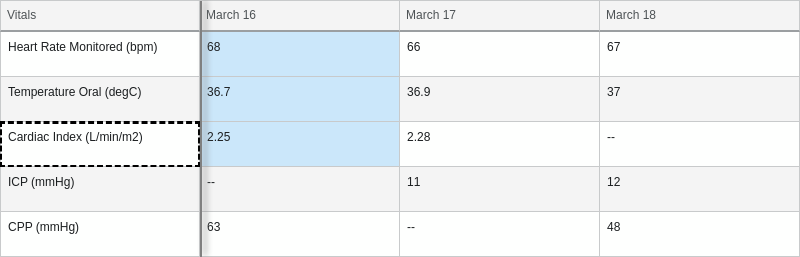 Vitals March 16 March 17 March 18
Heart Rate Monitored (bpm) 68 66 67
Temperature Oral (degC) 36.7 36.9 37
Cardiac Index (L/min/m2) 2.25 2.28 --
ICP (mmHg) -- 11 12
CPP (mmHg) 63 -- 48